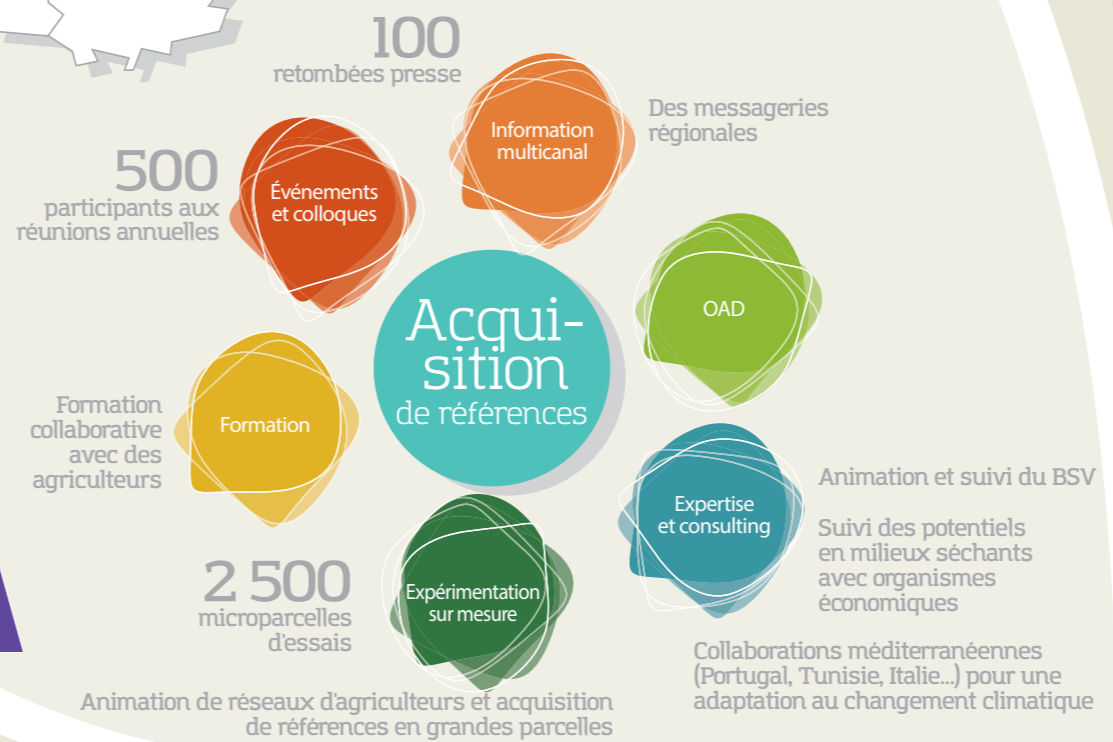 100
retombées presse
Information
multicanal
Des messageries
régionales
500
participants aux
réunions annuelles
Événements
et colloques
OAD
Acqui-
sition
de références
Formation
collaborative
avec des
agriculteurs
Formation
Expertise
et consulting
Animation et suivi du BSV
Suivi des potentiels
en milieux séchants
avec organismes
économiques
Collaborations méditerranéennes
(Portugal, Tunisie, Italie...) pour une
adaptation au changement climatique
2 500
microparcelles
d'essais
Expérimentation
sur mesure
Animation de réseaux d'agriculteurs et acquisition
de références en grandes parcelles